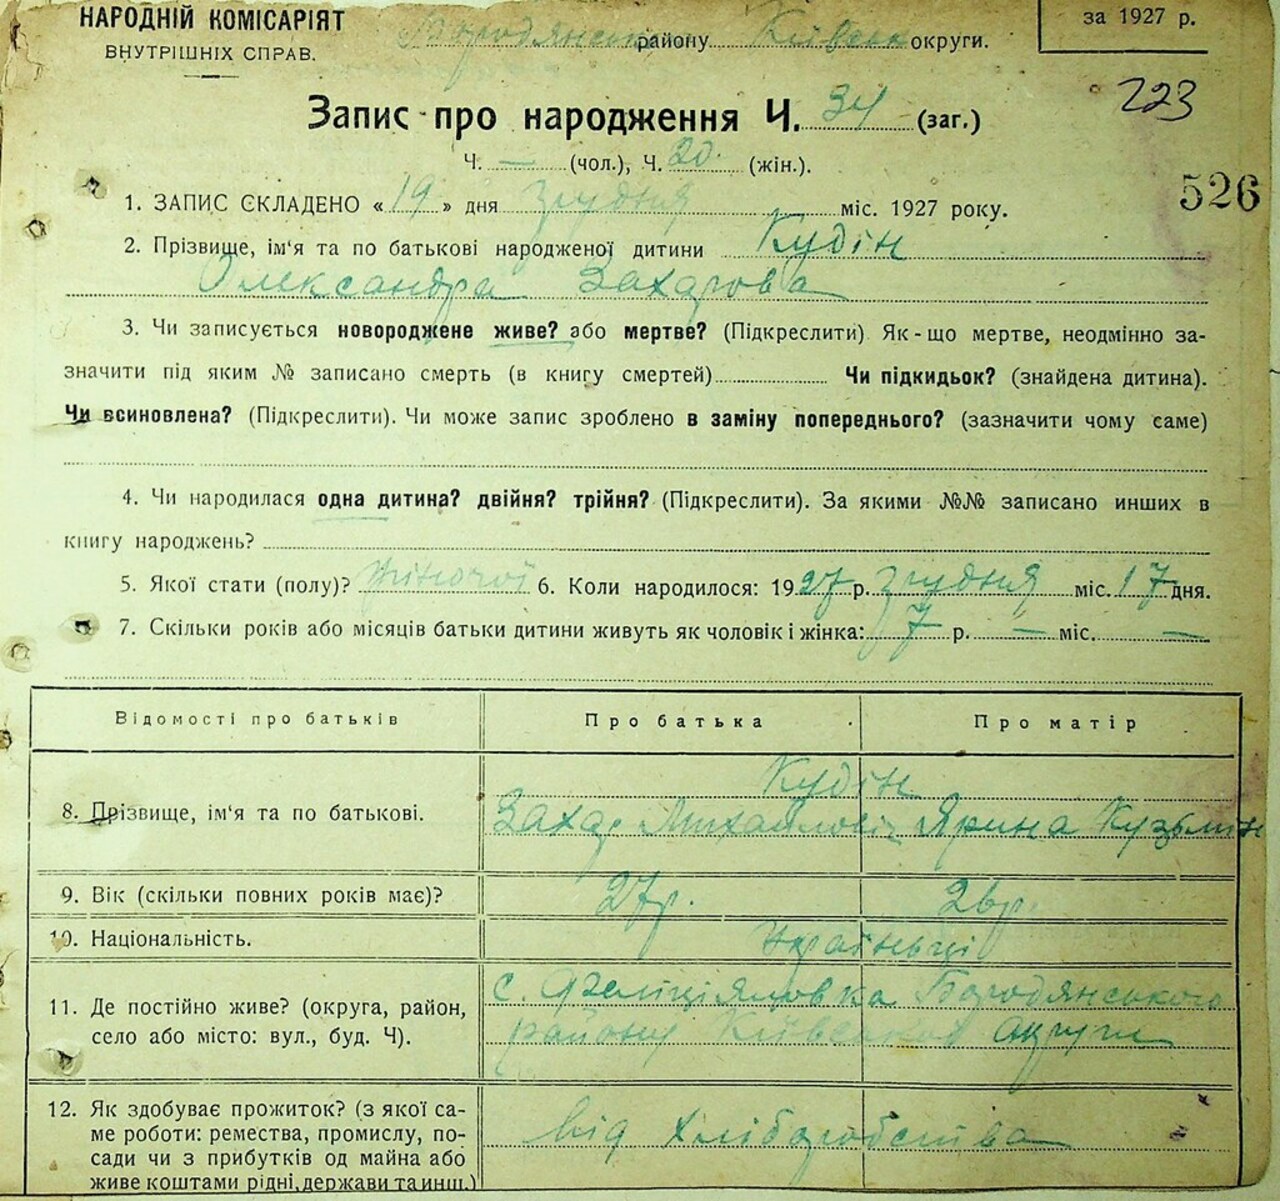 НАРОДНІЙ КОМІСАРІЯТ
ВНУТРІШНІХ СПРАВ.
Бородянськ району Київськ округи.
за 1927 р.
223
526
Запис про народження Ч. 34 (заг.)
Ч. — (чол.), Ч. 20 (жін.).
1. ЗАПИС СКЛАДЕНО «19» дня грудня міс. 1927 року.
2. Прізвище, ім'я та по батькові народженої дитини Кудін
Олександра Захарова
3. Чи записується новороджене живе? або мертве? (Підкреслити). Як-що мертве, неодмінно за-
значити під яким № записано смерть (в книгу смертей) Чи підкидьок? (знайдена дитина).
Чи всиновлена? (Підкреслити). Чи може запис зроблено в заміну попереднього? (зазначити чому саме)
4. Чи народилася одна дитина? двійня? трійня? (Підкреслити). За якими №№ записано инших в
книгу народжень?
5. Якої стати (полу)? жіночої 6. Коли народилося: 1927 р. грудня міс. 17 дня.
7. Скільки років або місяців батьки дитини живуть як чоловік і жінка: 7 р. — міс. —
Відомості про батьків Про батька Про матір
Кудін
8. Прізвище, ім'я та по батькові. Захар Михайлов Ярина Кузьмін
9. Вік (скільки повних років має)? 27р. 26р.
10. Національність. Українці
11. Де постійно живе? (округа, район,
село або місто: вул., буд. Ч).
с. Феліціяновка Бородянського
району Київської округи
12. Як здобуває прожиток? (з якої са-
ме роботи: ремества, промислу, по-
сади чи з прибутків од майна або
живе коштами рідні, держави та инш.)
від хліборобства